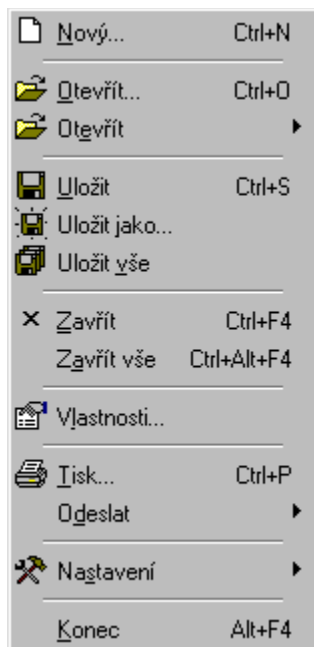 Nový... Ctrl+N
Otevřít... Ctrl+O
Otevřít
Uložit Ctrl+S
Uložit jako...
Uložit vše
Zavřít Ctrl+F4
Zavřít vše Ctrl+Alt+F4
Vlastnosti...
Tisk... Ctrl+P
Odeslat
Nastavení
Konec Alt+F4